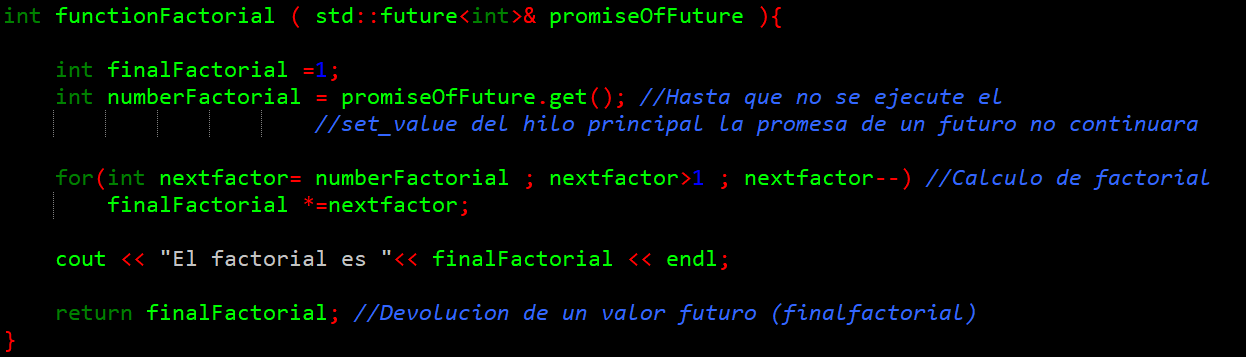 int functionFactorial ( std::future<int>& promiseOfFuture ){
int finalFactorial =1;
int numberFactorial = promiseOfFuture.get(); //Hasta que no se ejecute el
//set_value del hilo principal la promesa de un futuro no continuara
for(int nextfactor= numberFactorial ; nextfactor>1 ; nextfactor--) //Calculo de factorial
finalFactorial *=nextfactor;
cout << "El factorial es "<< finalFactorial << endl;
return finalFactorial; //Devolucion de un valor futuro (finalfactorial)
}